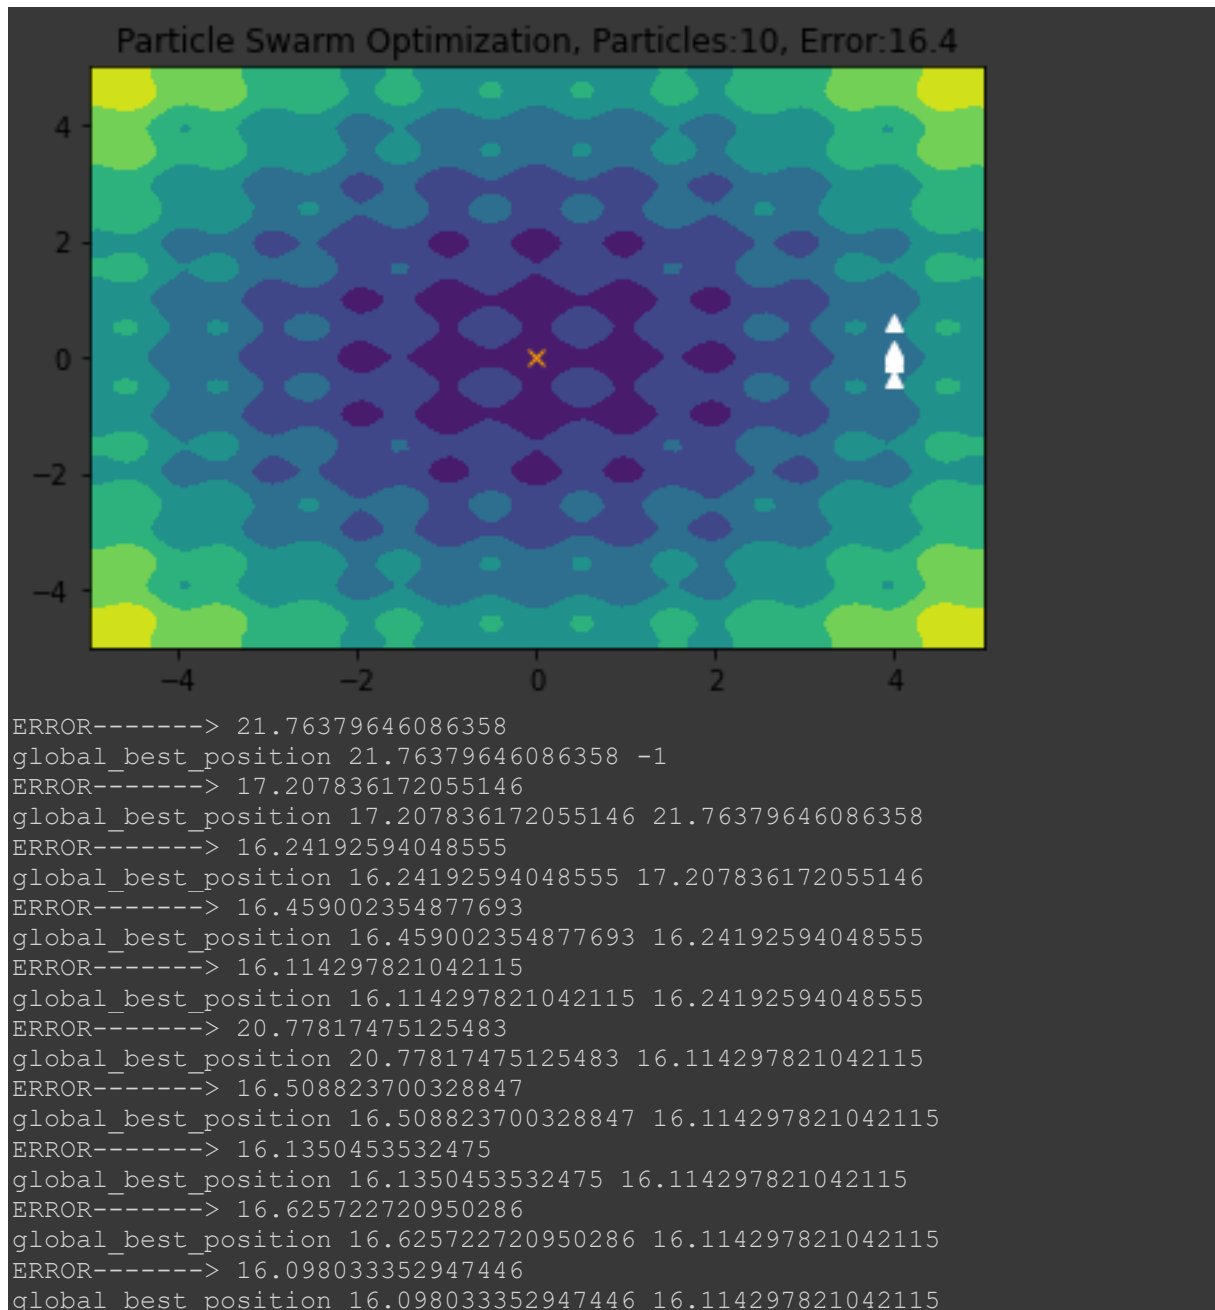 Particle Swarm Optimization, Particles:10, Error:16.4
4
2
0
−2
−4
−4 −2 0 2 4
ERROR-------> 21.76379646086358
global_best_position 21.76379646086358 -1
ERROR-------> 17.207836172055146
global_best_position 17.207836172055146 21.76379646086358
ERROR-------> 16.24192594048555
global_best_position 16.24192594048555 17.207836172055146
ERROR-------> 16.459002354877693
global_best_position 16.459002354877693 16.24192594048555
ERROR-------> 16.114297821042115
global_best_position 16.114297821042115 16.24192594048555
ERROR-------> 20.77817475125483
global_best_position 20.77817475125483 16.114297821042115
ERROR-------> 16.508823700328847
global_best_position 16.508823700328847 16.114297821042115
ERROR-------> 16.1350453532475
global_best_position 16.1350453532475 16.114297821042115
ERROR-------> 16.625722720950286
global_best_position 16.625722720950286 16.114297821042115
ERROR-------> 16.098033352947446
global_best_position 16.098033352947446 16.114297821042115